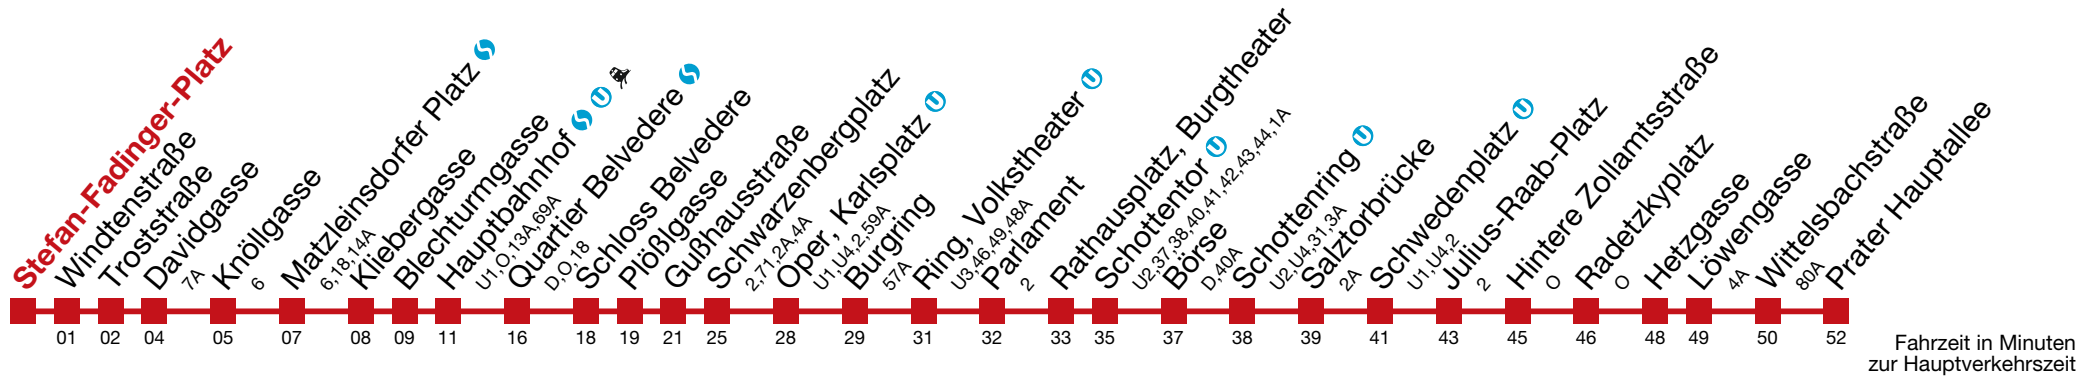 Stefan-Fadinger-Platz
Windtenstraße
01
Troststraße
02
Davidgasse
7A
04
Knöllgasse
6
05
Matzleinsdorfer Platz
6,18,14A
07
Kliebergasse
08
Blechturmgasse
09
Hauptbahnhof
U1,O,13A,69A
11
Quartier Belvedere
D,O,18
16
Schloss Belvedere
18
Plößlgasse
19
Gußhausstraße
21
Schwarzenbergplatz
2,71,2A,4A
25
Oper, Karlsplatz
U1,U4,2,59A
28
Burgring
57A
29
Ring, Volkstheater
U3,46,49,48A
31
Parlament
2
32
Rathausplatz, Burgtheater
33
Schottentor
U2,37,38,40,41,42,43,44,1A
35
Börse
D,40A
37
Schottenring
U2,U4,31,3A
38
Salztorbrücke
2A
39
Schwedenplatz
U1,U4,2
41
Julius-Raab-Platz
2
43
Hintere Zollamtsstraße
O
45
Radetzkyplatz
O
46
Hetzgasse
48
Löwengasse
4A
49
Wittelsbachstraße
80A
50
Prater Hauptallee
52
Fahrzeit in Minuten
zur Hauptverkehrszeit